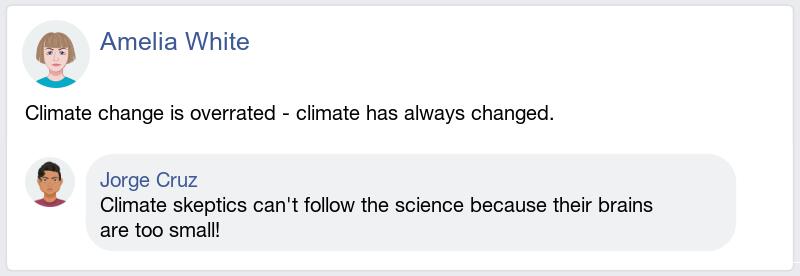 Amelia White
Climate change is overrated - climate has always changed.
Jorge Cruz
Climate skeptics can't follow the science because their brains
are too small!